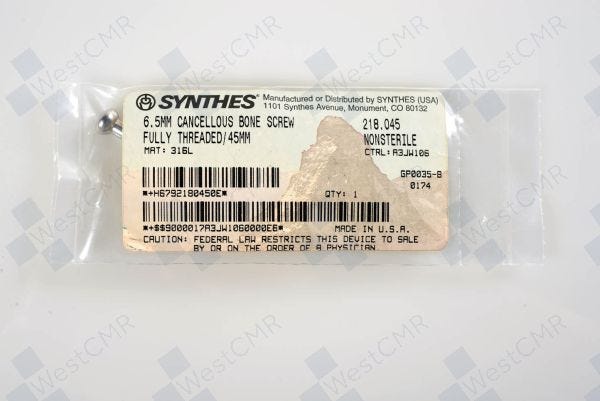 SYNTHES® Manufactured or Distributed by SYNTHES (USA)
1101 Synthes Avenue, Monument, CO 80132
6.5MM CANCELLOUS BONE SCREW 218.045
FULLY THREADED/45MM NONSTERILE
MAT: 316L CTRL: A3JW106
GP0035-B
*+H6792180450E* QTY: 1 0174
*+$$9000017A3JW1060000E6* MADE IN U.S.A.
CAUTION: FEDERAL LAW RESTRICTS THIS DEVICE TO SALE
BY OR ON THE ORDER OF A PHYSICIAN.
WestCMR